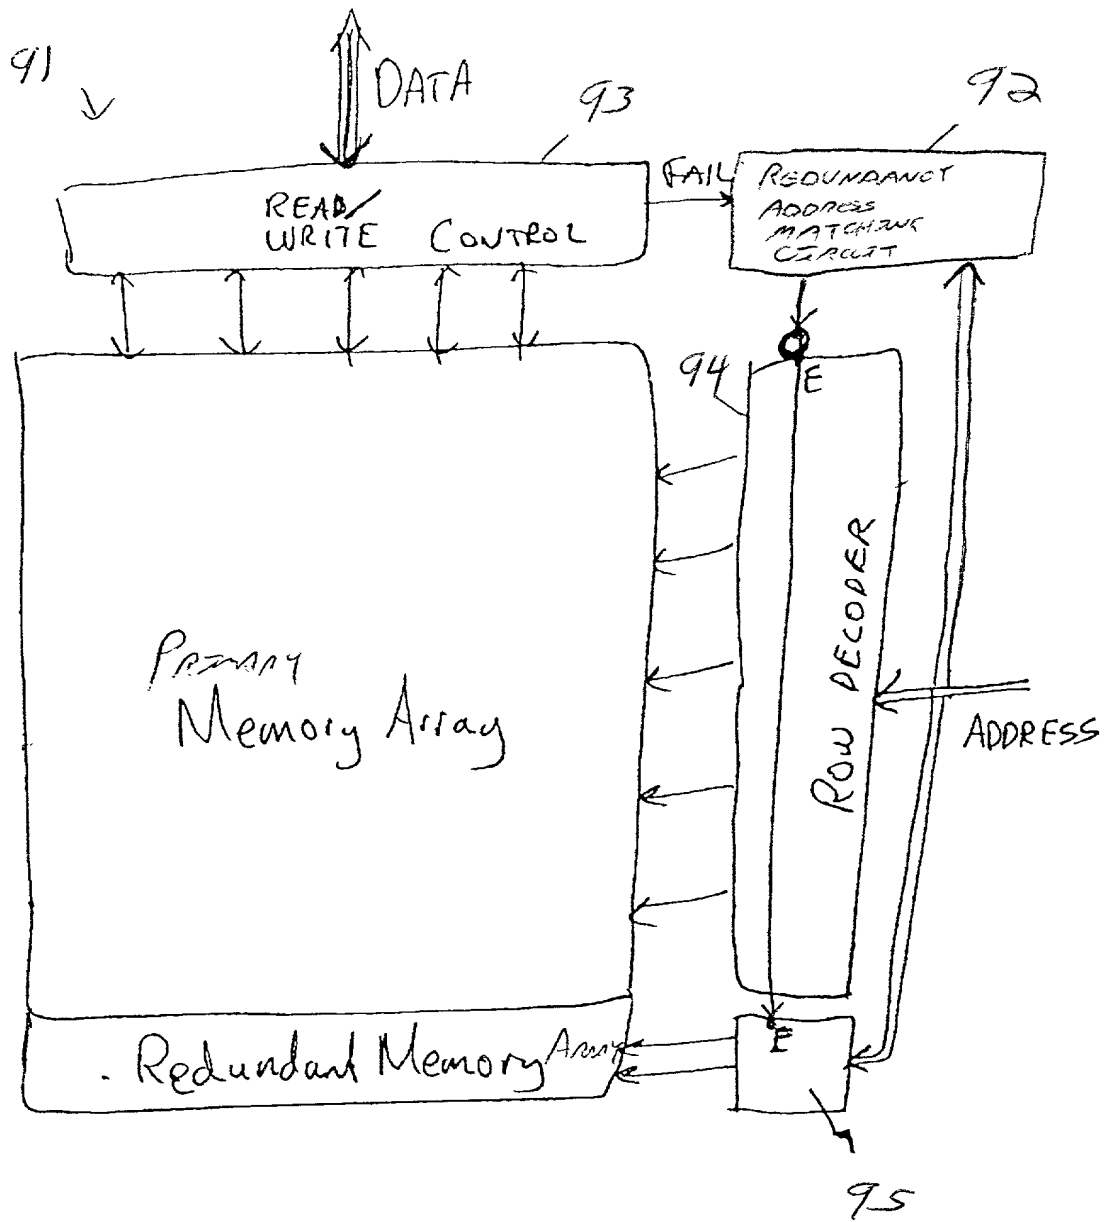 91
DATA
93
92
READ/
WRITE CONTROL
FAIL
REDUNDANCY
ADDRESS
MATCHING
CIRCUIT
94
E
PRIMARY
Memory Array
ROW DECODER
ADDRESS
Redundant Memory Array
E
95